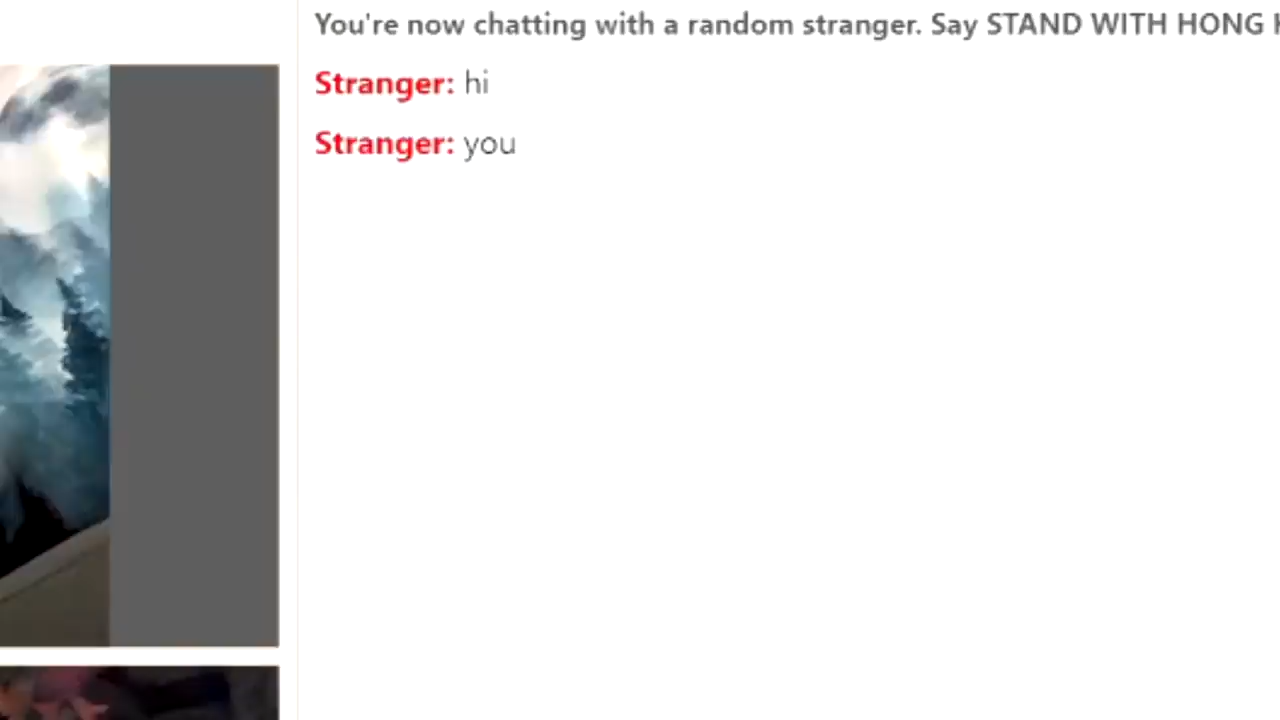 You're now chatting with a random stranger. Say STAND WITH HONG
Stranger: hi
Stranger: you